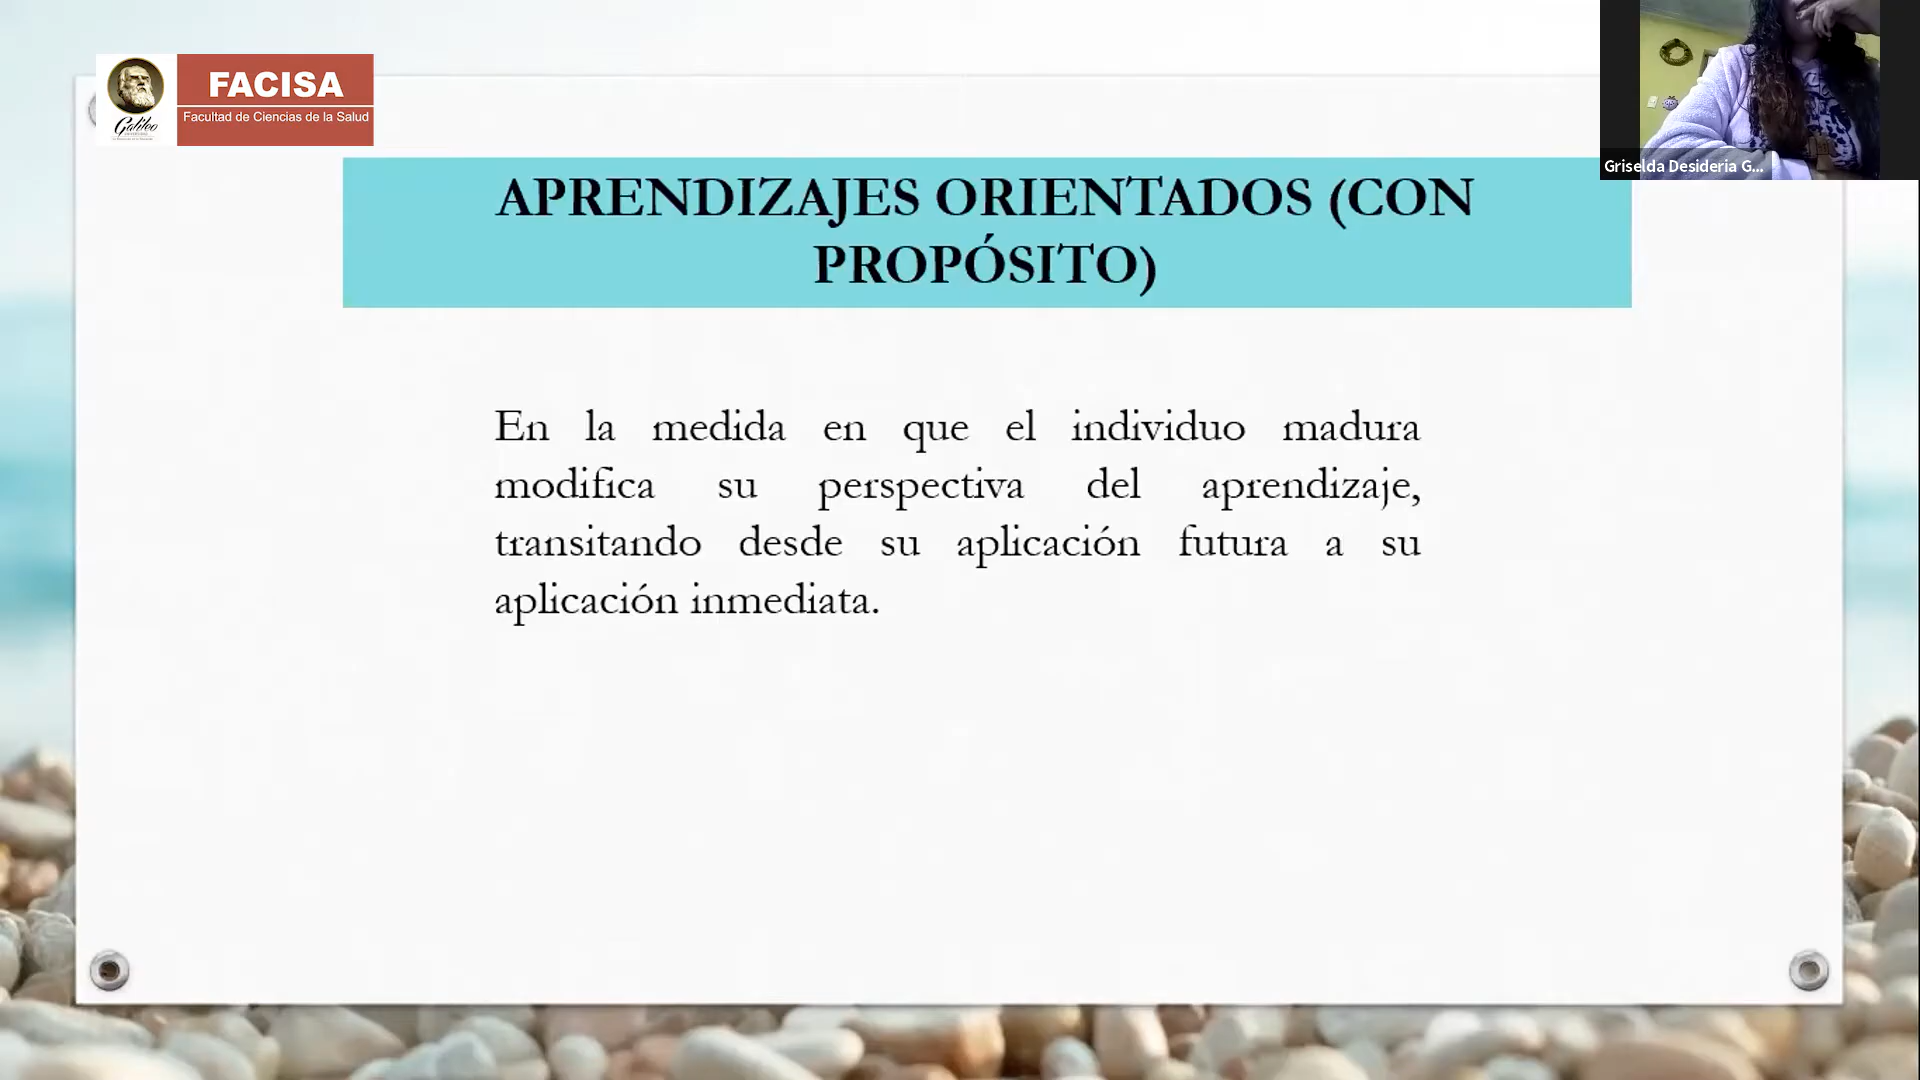 FACISA
Facultad de Ciencias de la Salud
Galileo
Griselda Desideria G...
APRENDIZAJES ORIENTADOS (CON
PROPÓSITO)
En la medida en que el individuo madura
modifica su perspectiva del aprendizaje,
transitando desde su aplicación futura a su
aplicación inmediata.